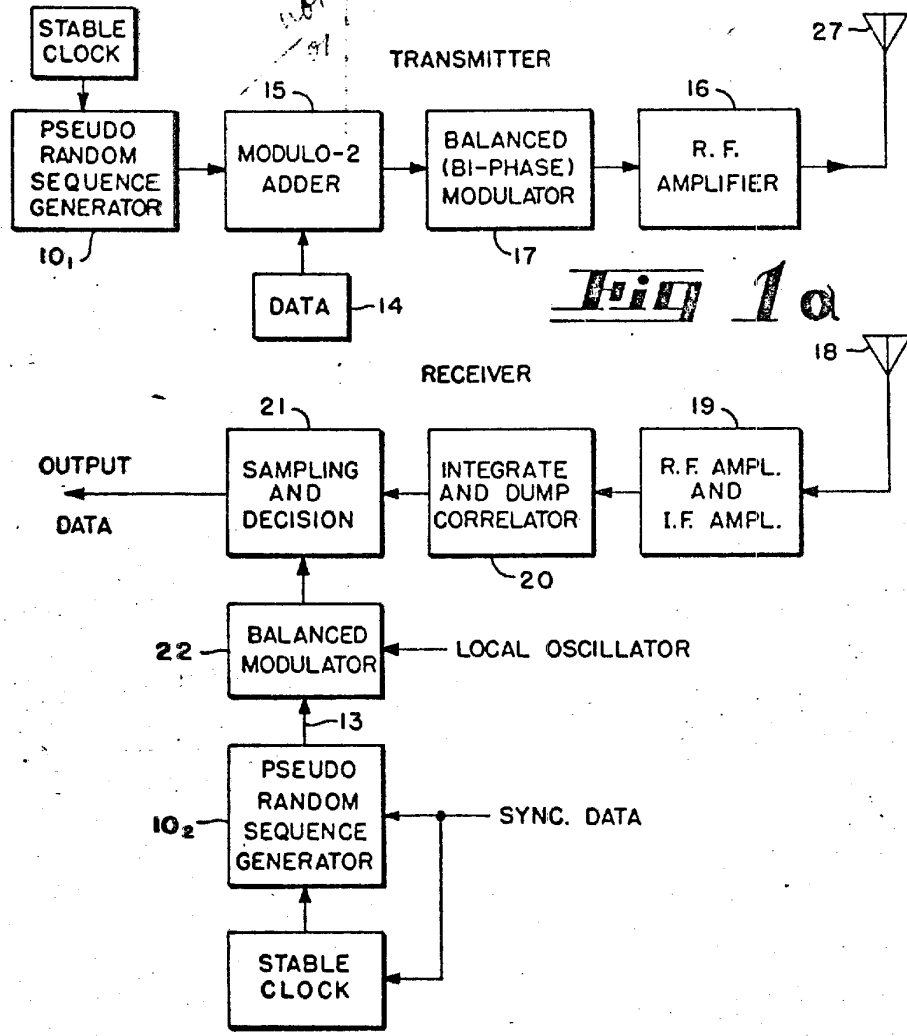 STABLE
CLOCK
TRANSMITTER
27
15
16
PSEUDO
RANDOM
SEQUENCE
GENERATOR
MODULO-2
ADDER
BALANCED
(BI-PHASE)
MODULATOR
R. F.
AMPLIFIER
10₁
17
DATA
14
Fig 1a
18
RECEIVER
21
19
OUTPUT
DATA
SAMPLING
AND
DECISION
INTEGRATE
AND DUMP
CORRELATOR
R.F. AMPL.
AND
I.F. AMPL.
20
22
BALANCED
MODULATOR
LOCAL OSCILLATOR
13
10₂
PSEUDO
RANDOM
SEQUENCE
GENERATOR
SYNC. DATA
STABLE
CLOCK